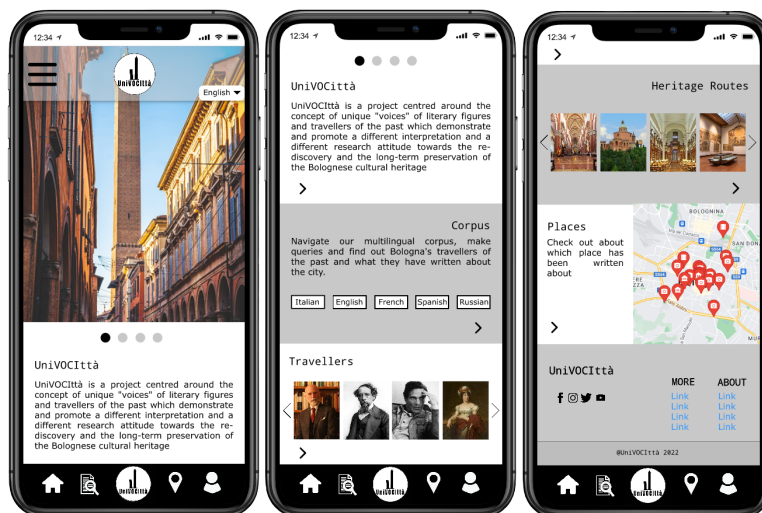 12:34
UniVOCittà
English
UniVOCIttà
UniVOCIttà is a project centred around the
concept of unique "voices" of literary figures
and travellers of the past which demonstrate
and promote a different interpretation and a
different research attitude towards the re-
discovery and the long-term preservation of
the Bolognese cultural heritage
UniVOCittà
12:34
UniVOCittà
UniVOCIttà is a project centred around the
concept of unique "voices" of literary figures
and travellers of the past which demonstrate
and promote a different interpretation and a
different research attitude towards the re-
discovery and the long-term preservation of
the Bolognese cultural heritage
Corpus
Navigate our multilingual corpus, make
queries and find out Bologna's travellers of
the past and what they have written about
the city.
Italian English French Spanish Russian
Travellers
UniVOCittà
12:34
Heritage Routes
Places
Check out about
which place has
been written
about
BOLOGNINA
SAN DON
MUR
UniVOCIttà
MORE ABOUT
Link Link
Link Link
Link Link
Link Link
@UniVOCIttà 2022
UniVOCittà